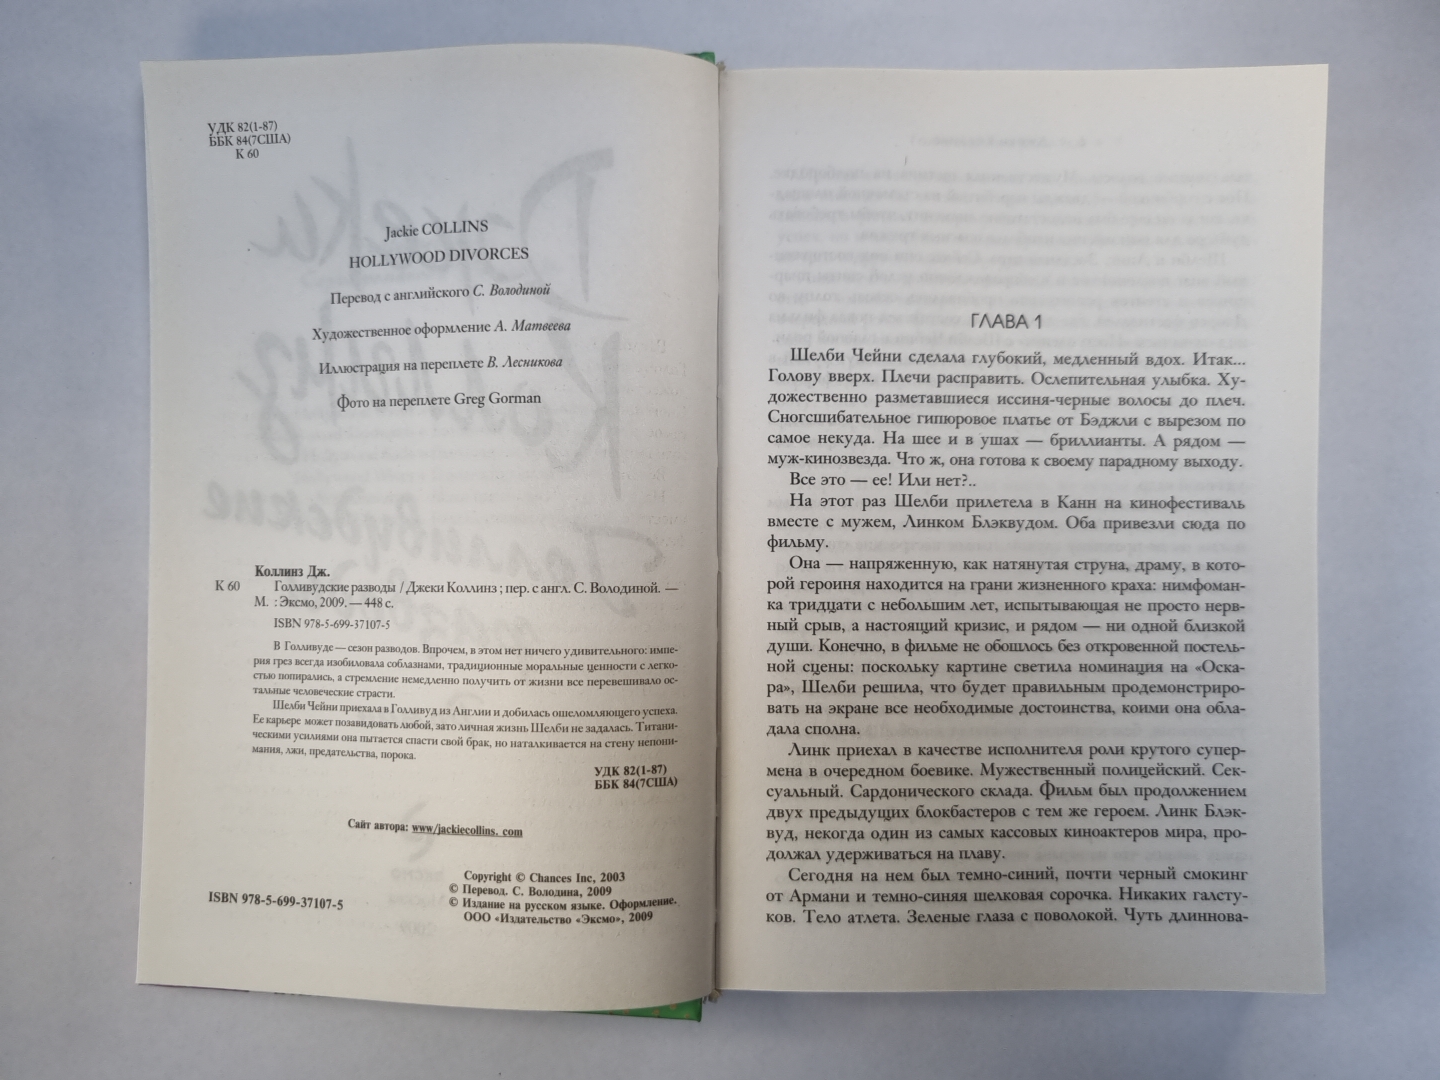 УДК 82(1-87)
ББК 84(7США)
К 60
Jackie COLLINS
HOLLYWOOD DIVORCES
Перевод с английского С. Володиной
Художественное оформление А. Матвеева
Иллюстрация на переплете В. Лесникова
Фото на переплете Greg Gorman
Коллинз Дж.
К 60 Голливудские разводы / Джеки Коллинз ; пер. с англ. С. Володиной. —
М. : Эксмо, 2009. — 448 с.
ISBN 978-5-699-37107-5
В Голливуде — сезон разводов. Впрочем, в этом нет ничего удивительного: импе-
рия грез всегда изобиловала соблазнами, традиционные моральные ценности с легко-
стью попирались, а стремление немедленно получить от жизни все перевешивало ос-
тальные человеческие страсти.
Шелби Чейни приехала в Голливуд из Англии и добилась ошеломляющего успеха.
Ее карьере может позавидовать любой, зато личная жизнь Шелби не задалась. Титани-
ческими усилиями она пытается спасти свой брак, но наталкивается на стену непони-
мания, лжи, предательства, порока.
УДК 82(1-87)
ББК 84(7США)
Сайт автора: www/jackiecollins. com
Copyright © Chances Inc, 2003
© Перевод. С. Володина, 2009
© Издание на русском языке. Оформление.
ООО «Издательство «Эксмо», 2009
ISBN 978-5-699-37107-5
ГЛАВА 1
Шелби Чейни сделала глубокий, медленный вдох. Итак...
Голову вверх. Плечи расправить. Ослепительная улыбка. Ху-
дожественно разметавшиеся иссиня-черные волосы до плеч.
Сногсшибательное гипюровое платье от Бэджли с вырезом по
самое некуда. На шее и в ушах — бриллианты. А рядом —
муж-кинозвезда. Что ж, она готова к своему парадному выходу.
Все это — ее! Или нет?..
На этот раз Шелби прилетела в Канн на кинофестиваль
вместе с мужем, Линком Блэквудом. Оба привезли сюда по
фильму.
Она — напряженную, как натянутая струна, драму, в кото-
рой героиня находится на грани жизненного краха: нимфоман-
ка тридцати с небольшим лет, испытывающая не просто нерв-
ный срыв, а настоящий кризис, и рядом — ни одной близкой
души. Конечно, в фильме не обошлось без откровенной постель-
ной сцены: поскольку картине светила номинация на «Оска-
ра», Шелби решила, что будет правильным продемонстриро-
вать на экране все необходимые достоинства, коими она обла-
дала сполна.
Линк приехал в качестве исполнителя роли крутого супер-
мена в очередном боевике. Мужественный полицейский. Сек-
суальный. Сардонического склада. Фильм был продолжением
двух предыдущих блокбастеров с тем же героем. Линк Блэк-
вуд, некогда один из самых кассовых киноактеров мира, про-
должал удерживаться на плаву.
Сегодня на нем был темно-синий, почти черный смокинг
от Армани и темно-синяя шелковая сорочка. Никаких галсту-
ков. Тело атлета. Зеленые глаза с поволокой. Чуть длиннова-